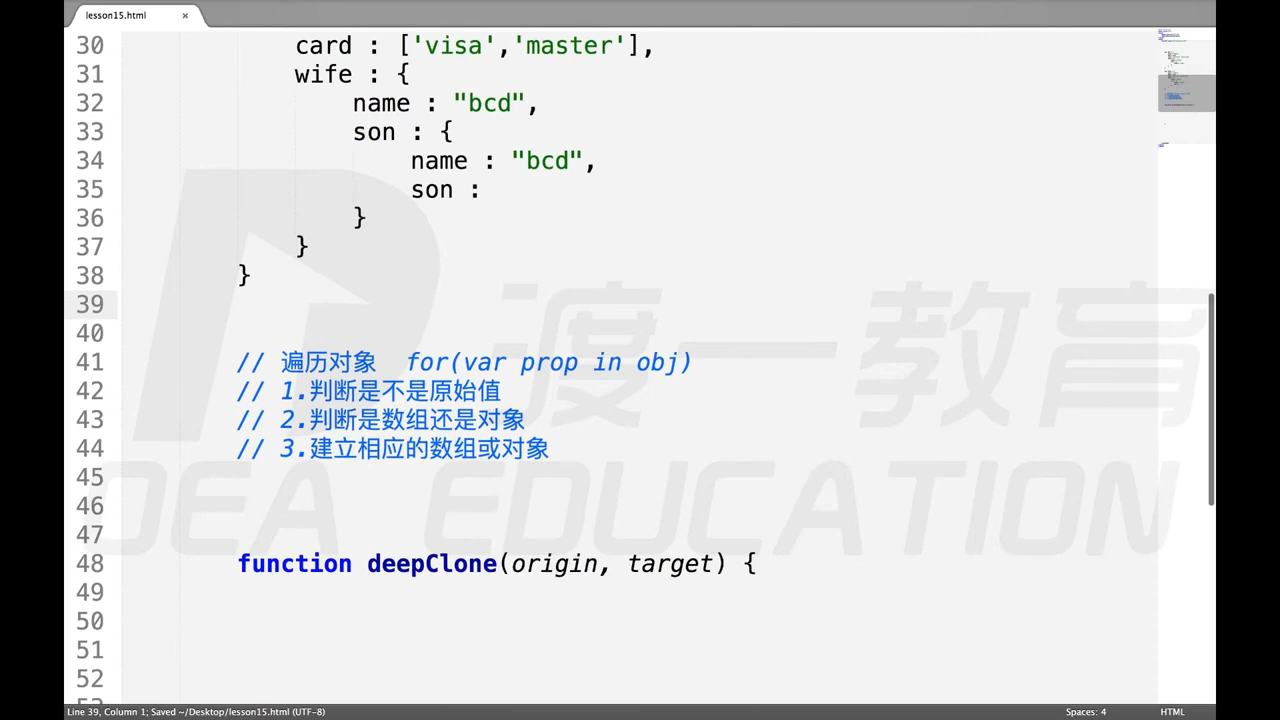 lesson15.html ×
30 card : ['visa','master'],
31 wife : {
32 name : "bcd",
33 son : {
34 name : "bcd",
35 son :
36 }
37 }
38 }
39
40
41 // 遍历对象 for(var prop in obj)
42 // 1.判断是不是原始值
43 // 2.判断是数组还是对象
44 // 3.建立相应的数组或对象
45
46
47
48 function deepClone(origin, target) {
49
50
51
52
渡一教育
DEA EDUCATION
Line 39, Column 1; Saved ~/Desktop/lesson15.html (UTF-8) Spaces: 4 HTML